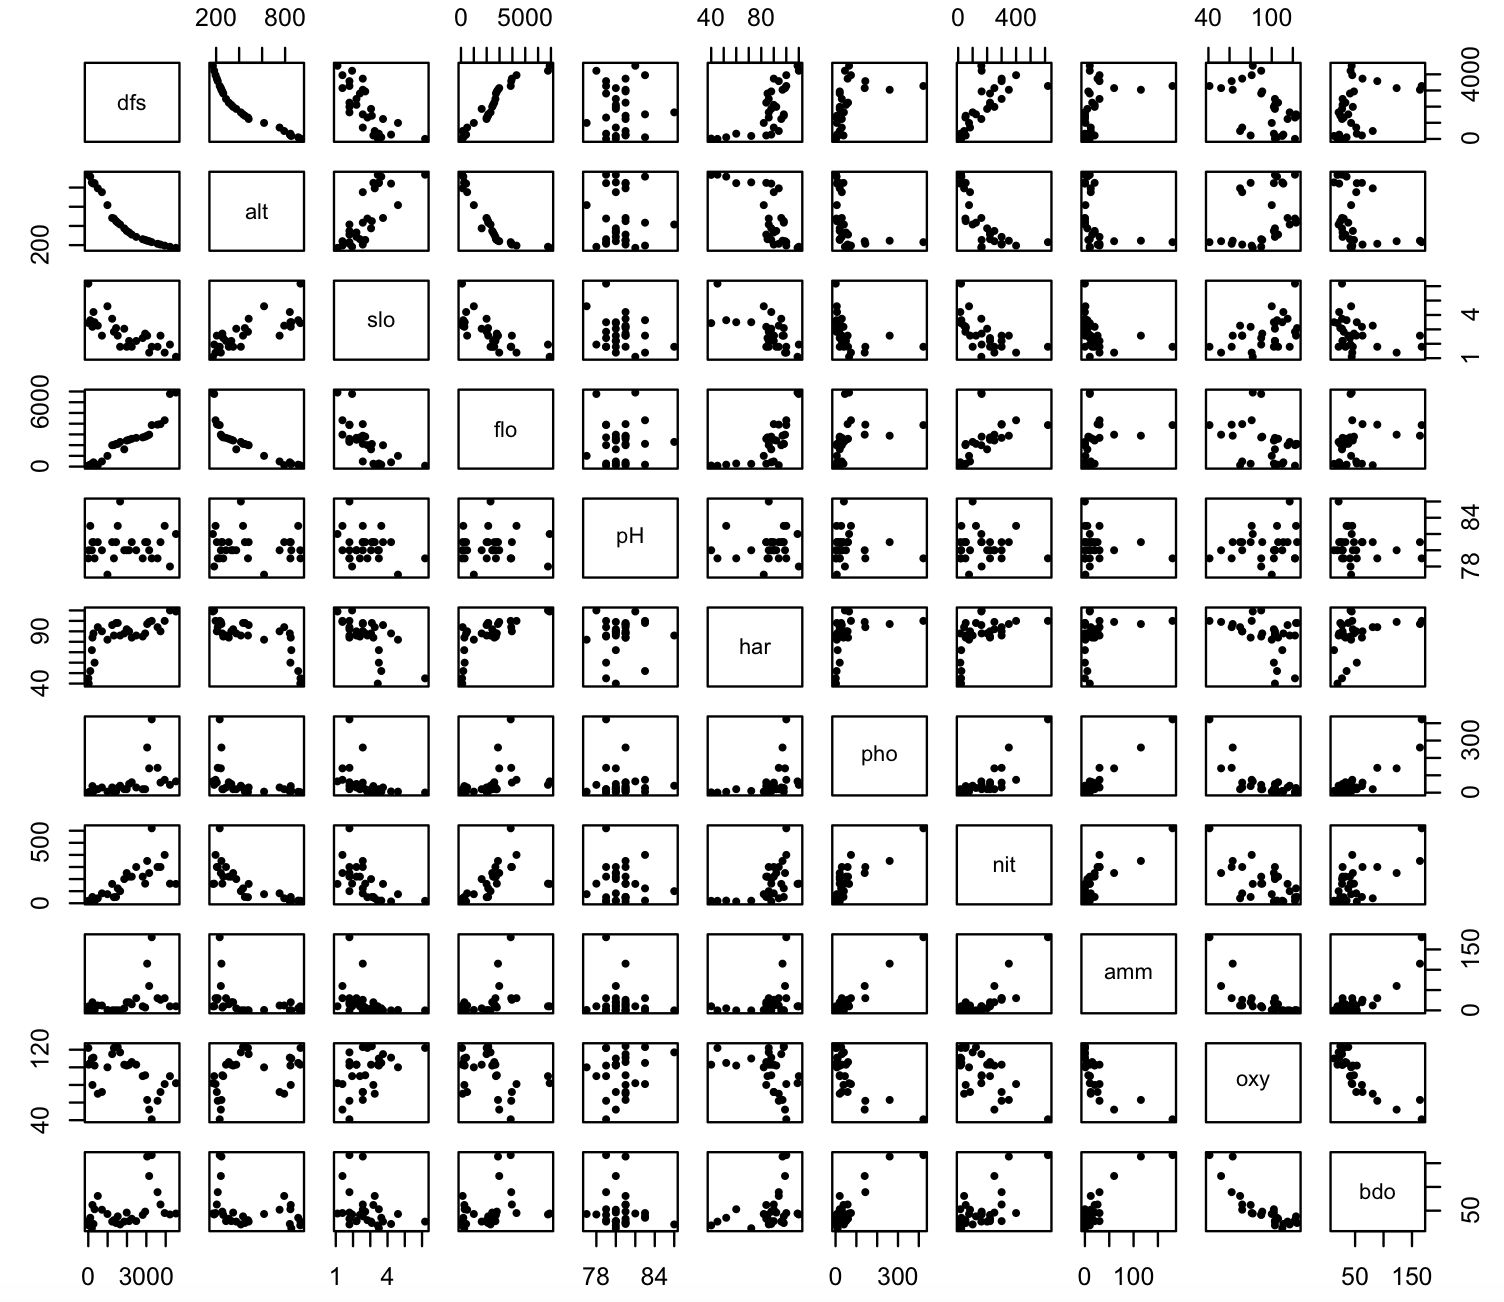 200 800 0 5000 40 80 0 400 40 100
dfs 4000 0
200 alt
slo 4 1
6000 0 flo
pH 84 78
90 40 har
pho 300 0
500 0 nit
amm 150 0
120 40 oxy
bdo 50
0 3000 1 4 78 84 0 300 0 100 50 150